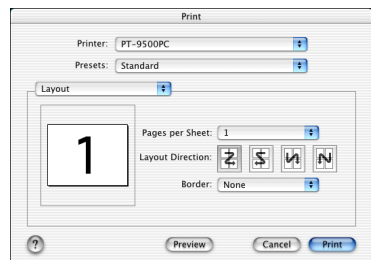 Print
Printer: PT-9500PC
Presets: Standard
Layout
1
Pages per Sheet: 1
Layout Direction:
Border: None
? Preview Cancel Print